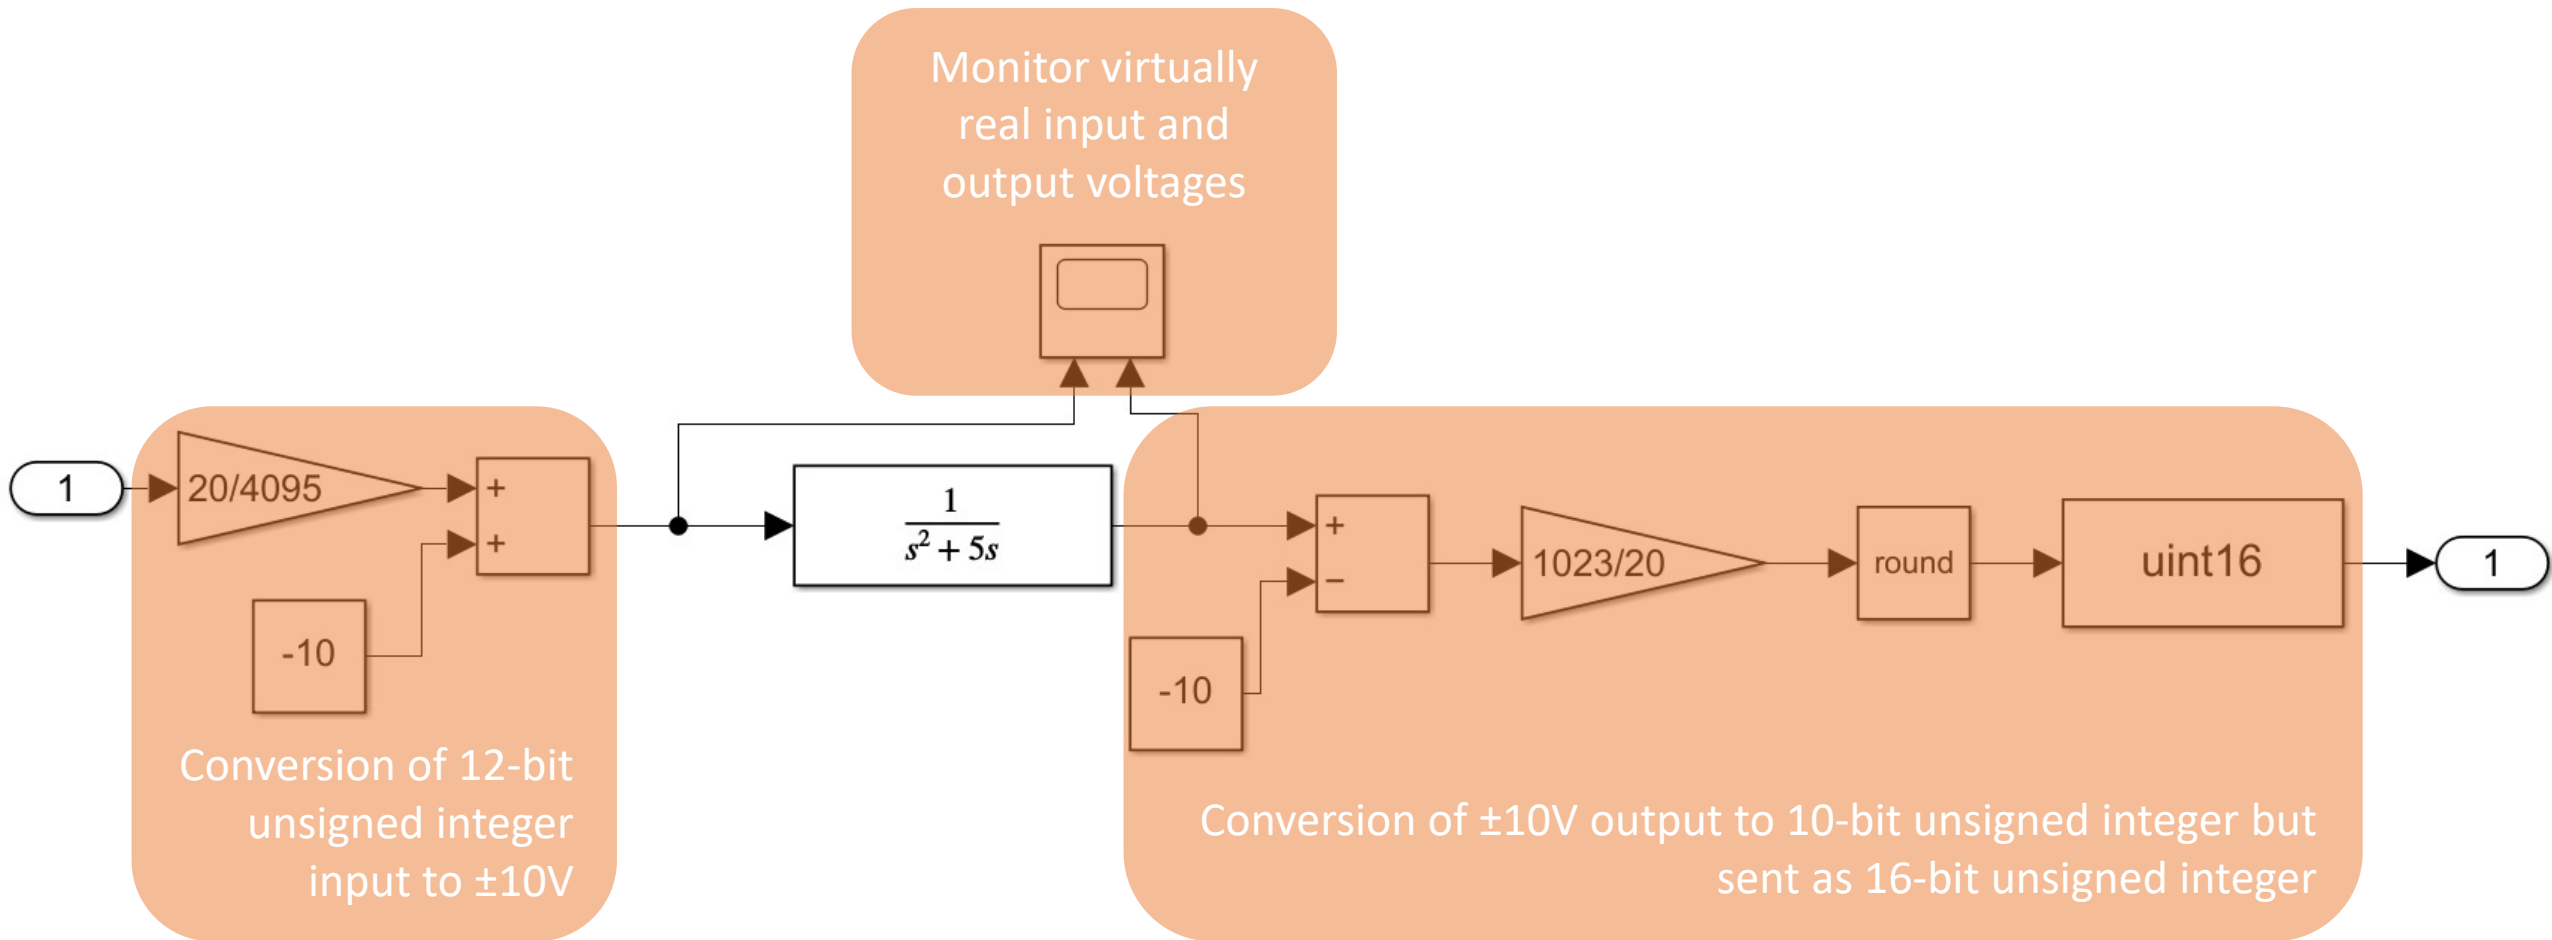 Monitor virtually
real input and
output voltages
1
20/4095
+
+
-10
1
s² + 5s
+
−
-10
1023/20
round
uint16
1
Conversion of 12-bit
unsigned integer
input to ±10V
Conversion of ±10V output to 10-bit unsigned integer but
sent as 16-bit unsigned integer